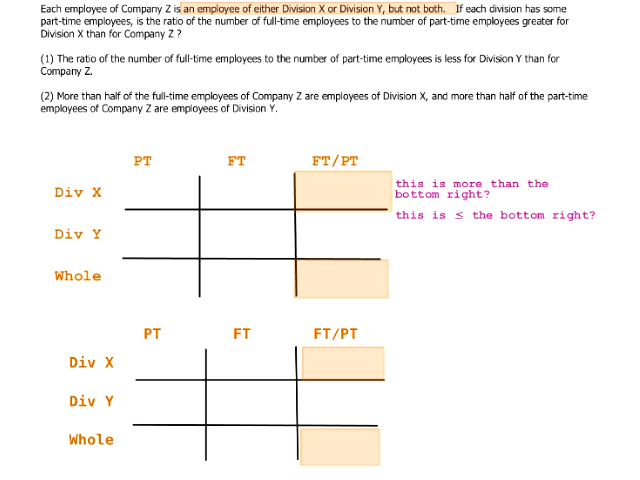 Each employee of Company Z is an employee of either Division X or Division Y, but not both. If each division has some
part-time employees, is the ratio of the number of full-time employees to the number of part-time employees greater for
Division X than for Company Z ?
(1) The ratio of the number of full-time employees to the number of part-time employees is less for Division Y than for
Company Z.
(2) More than half of the full-time employees of Company Z are employees of Division X, and more than half of the part-time
employees of Company Z are employees of Division Y.
PT FT FT/PT
Div X
this is more than the
bottom right?
this is ≤ the bottom right?
Div Y
Whole
PT FT FT/PT
Div X
Div Y
Whole